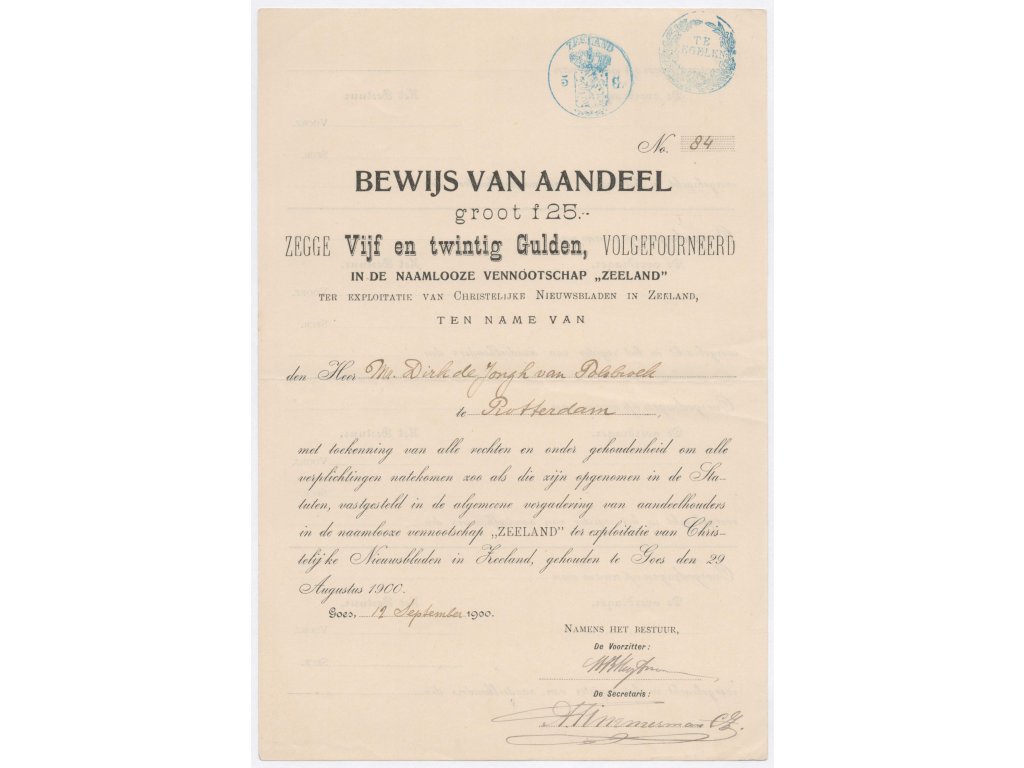 ZEELAND
5 C.
TE
ZEGELEN
No. 84
BEWIJS VAN AANDEEL
groot f 25.-
ZEGGE Vijf en twintig Gulden, VOLGEFOURNEERD
IN DE NAAMLOOZE VENNOOTSCHAP „ZEELAND"
TER EXPLOITATIE VAN CHRISTELIJKE NIEUWSBLADEN IN ZEELAND,
TEN NAME VAN
den Heer Mr. Dirk de Jongh van Polsbroek
te Rotterdam
met toekenning van alle rechten en onder gehoudenheid om alle
verplichtingen natekomen zoo als die zijn opgenomen in de Sta-
tuten, vastgesteld in de algemeene vergadering van aandeelhouders
in de naamlooze vennootschap „ZEELAND" ter exploitatie van Chris-
telijke Nieuwsbladen in Zeeland, gehouden te Goes den 29
Augustus 1900.
Goes, 19 September 1900.
NAMENS HET BESTUUR,
De Voorzitter:
De Secretaris:
A Timmerman Cz.